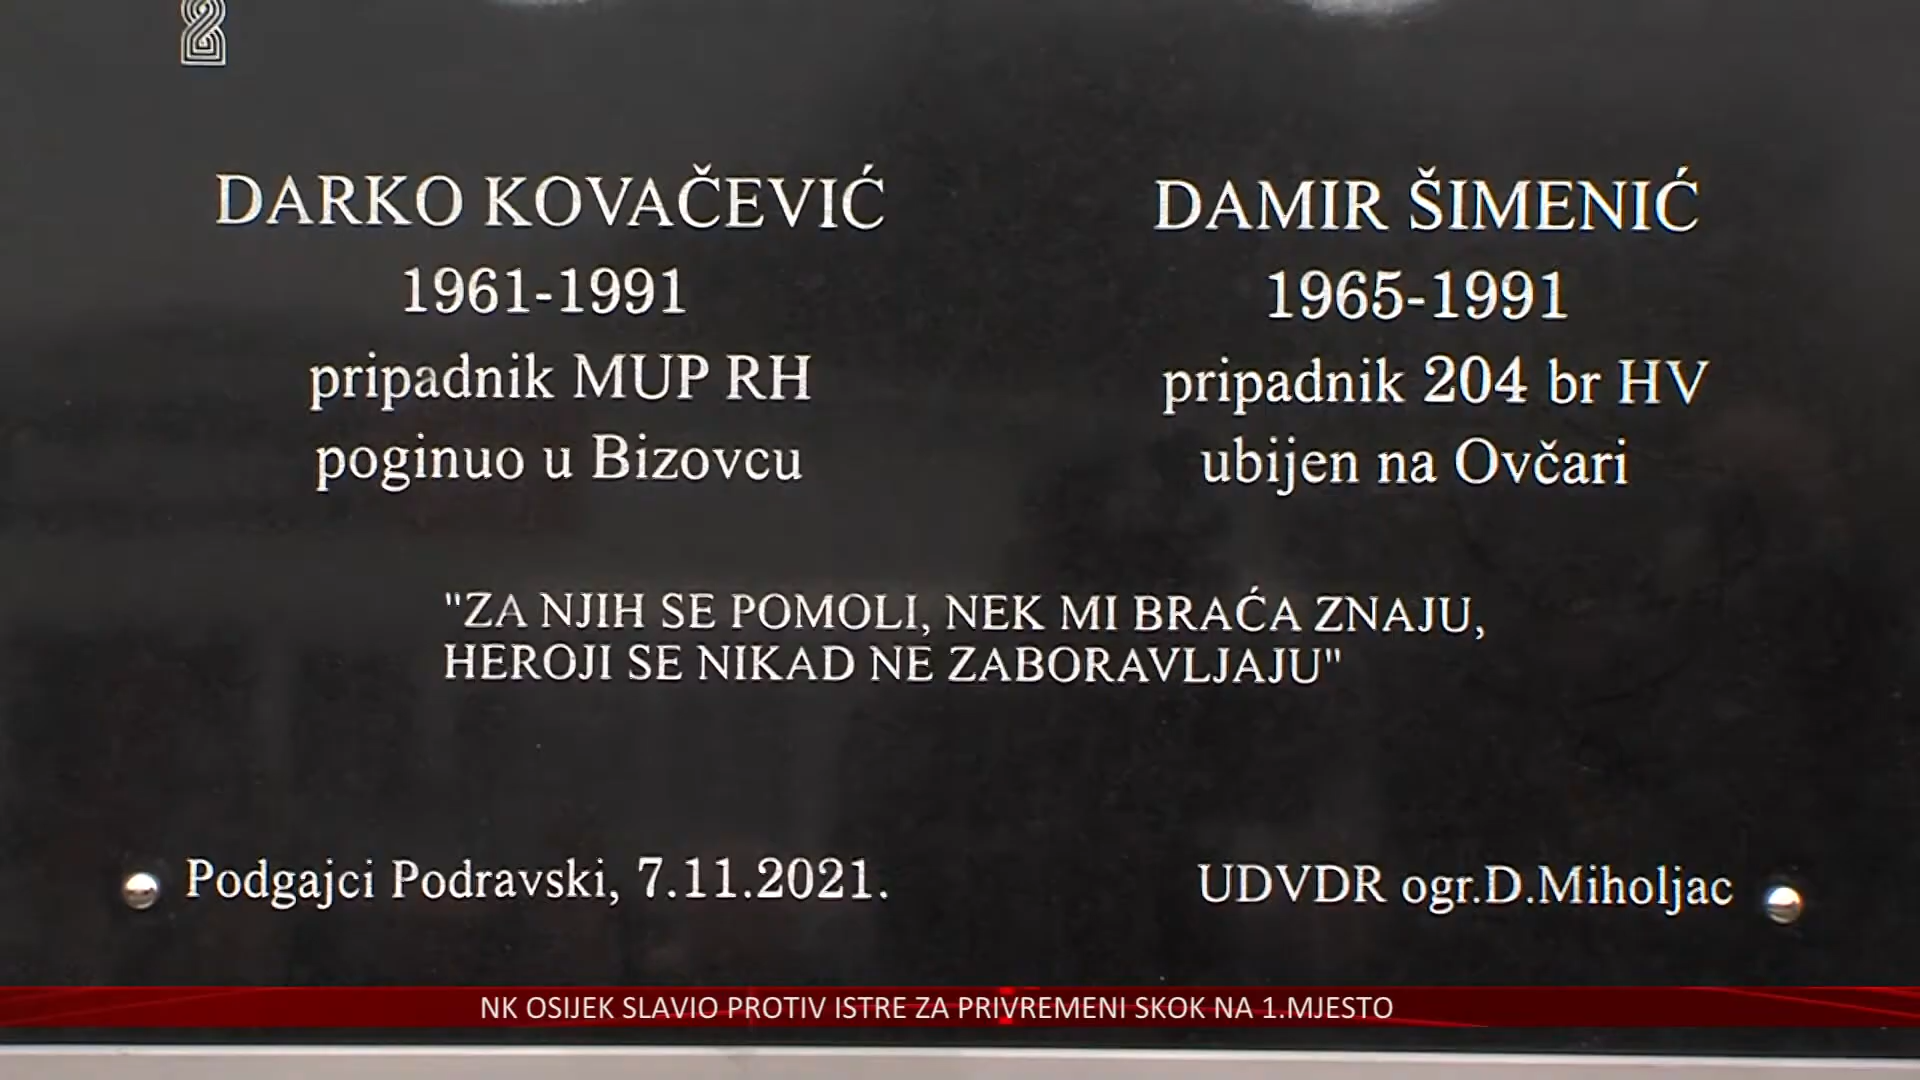 DARKO KOVAČEVIĆ
1961-1991
pripadnik MUP RH
poginuo u Bizovcu
DAMIR ŠIMENIĆ
1965-1991
pripadnik 204 br HV
ubijen na Ovčari
"ZA NJIH SE POMOLI, NEK MI BRAĆA ZNAJU,
HEROJI SE NIKAD NE ZABORAVLJAJU"
Podgajci Podravski, 7.11.2021.
UDVDR ogr.D.Miholjac
NK OSIJEK SLAVIO PROTIV ISTRE ZA PRIVREMENI SKOK NA 1.MJESTO